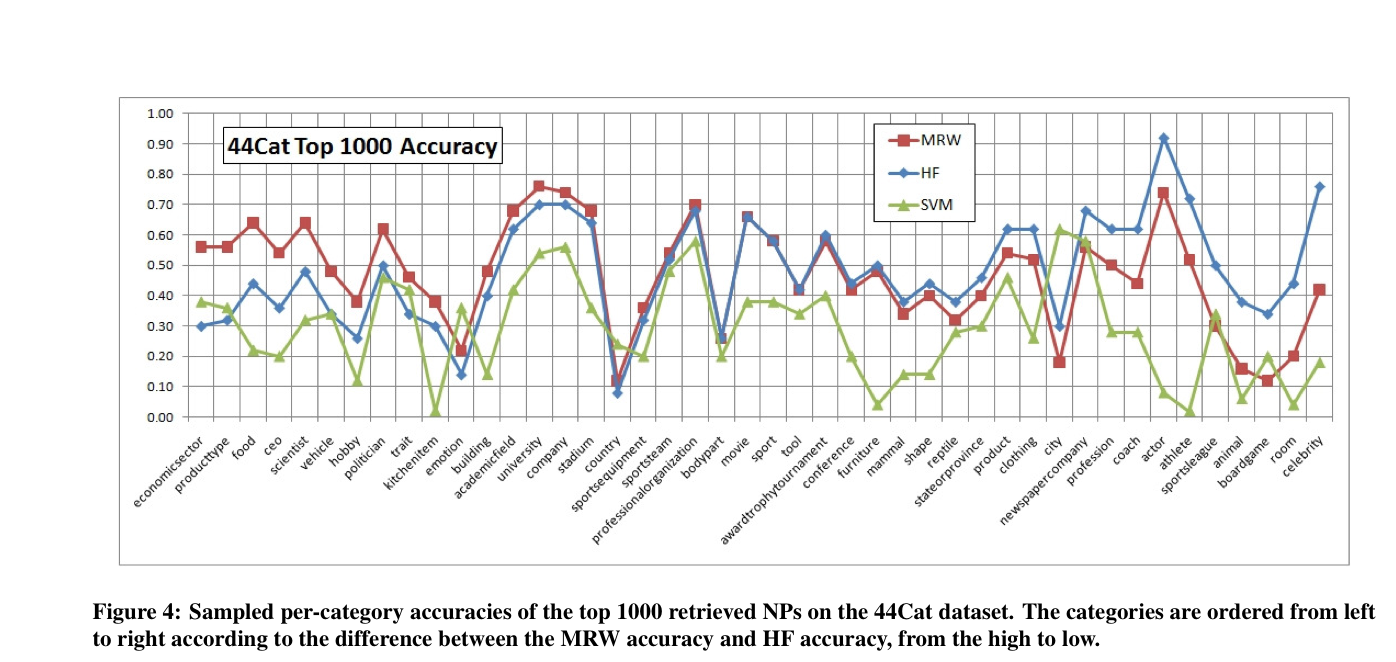 1.00
0.90
0.80
0.70
0.60
0.50
0.40
0.30
0.20
0.10
0.00
44Cat Top 1000 Accuracy
MRW
HF
SVM
economicsector
producttype
food
ceo
scientist
vehicle
hobby
politician
trait
kitchenitem
emotion
building
academicfield
university
company
stadium
country
sportsequipment
sportsteam
professionalorganization
bodypart
movie
sport
tool
awardtrophytournament
conference
furniture
mammal
shape
reptile
stateorprovince
product
clothing
city
newspapercompany
profession
coach
actor
athlete
sportsleague
animal
boardgame
room
celebrity
Figure 4: Sampled per-category accuracies of the top 1000 retrieved NPs on the 44Cat dataset. The categories are ordered from left
to right according to the difference between the MRW accuracy and HF accuracy, from the high to low.